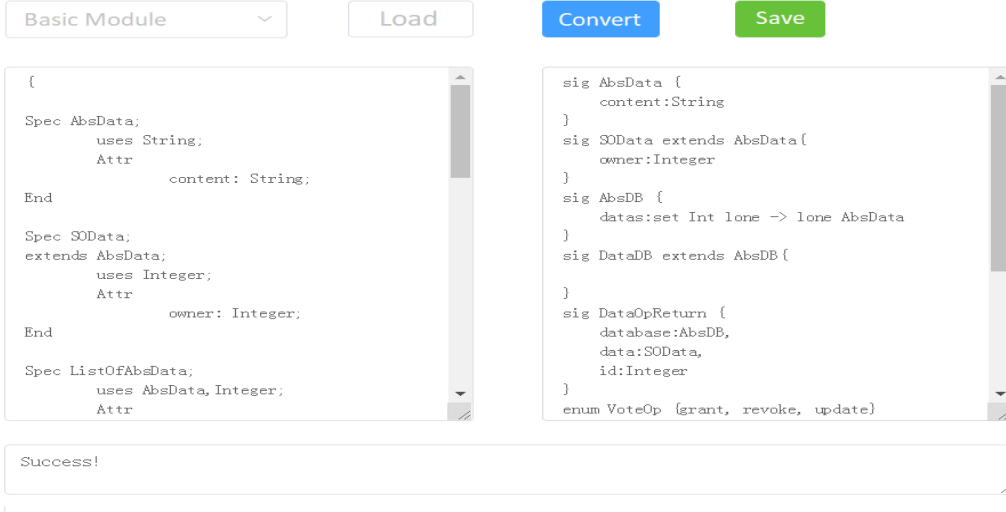 Basic Module
Load
Convert
Save
{
Spec AbsData;
uses String;
Attr
content: String;
End
Spec SOData;
extends AbsData;
uses Integer;
Attr
owner: Integer;
End
Spec ListOfAbsData;
uses AbsData,Integer;
Attr
sig AbsData {
content:String
}
sig SOData extends AbsData{
owner:Integer
}
sig AbsDB {
datas:set Int lone -> lone AbsData
}
sig DataDB extends AbsDB{
}
sig DataOpReturn {
database:AbsDB,
data:SOData,
id:Integer
}
enum VoteOp {grant, revoke, update}
Success!